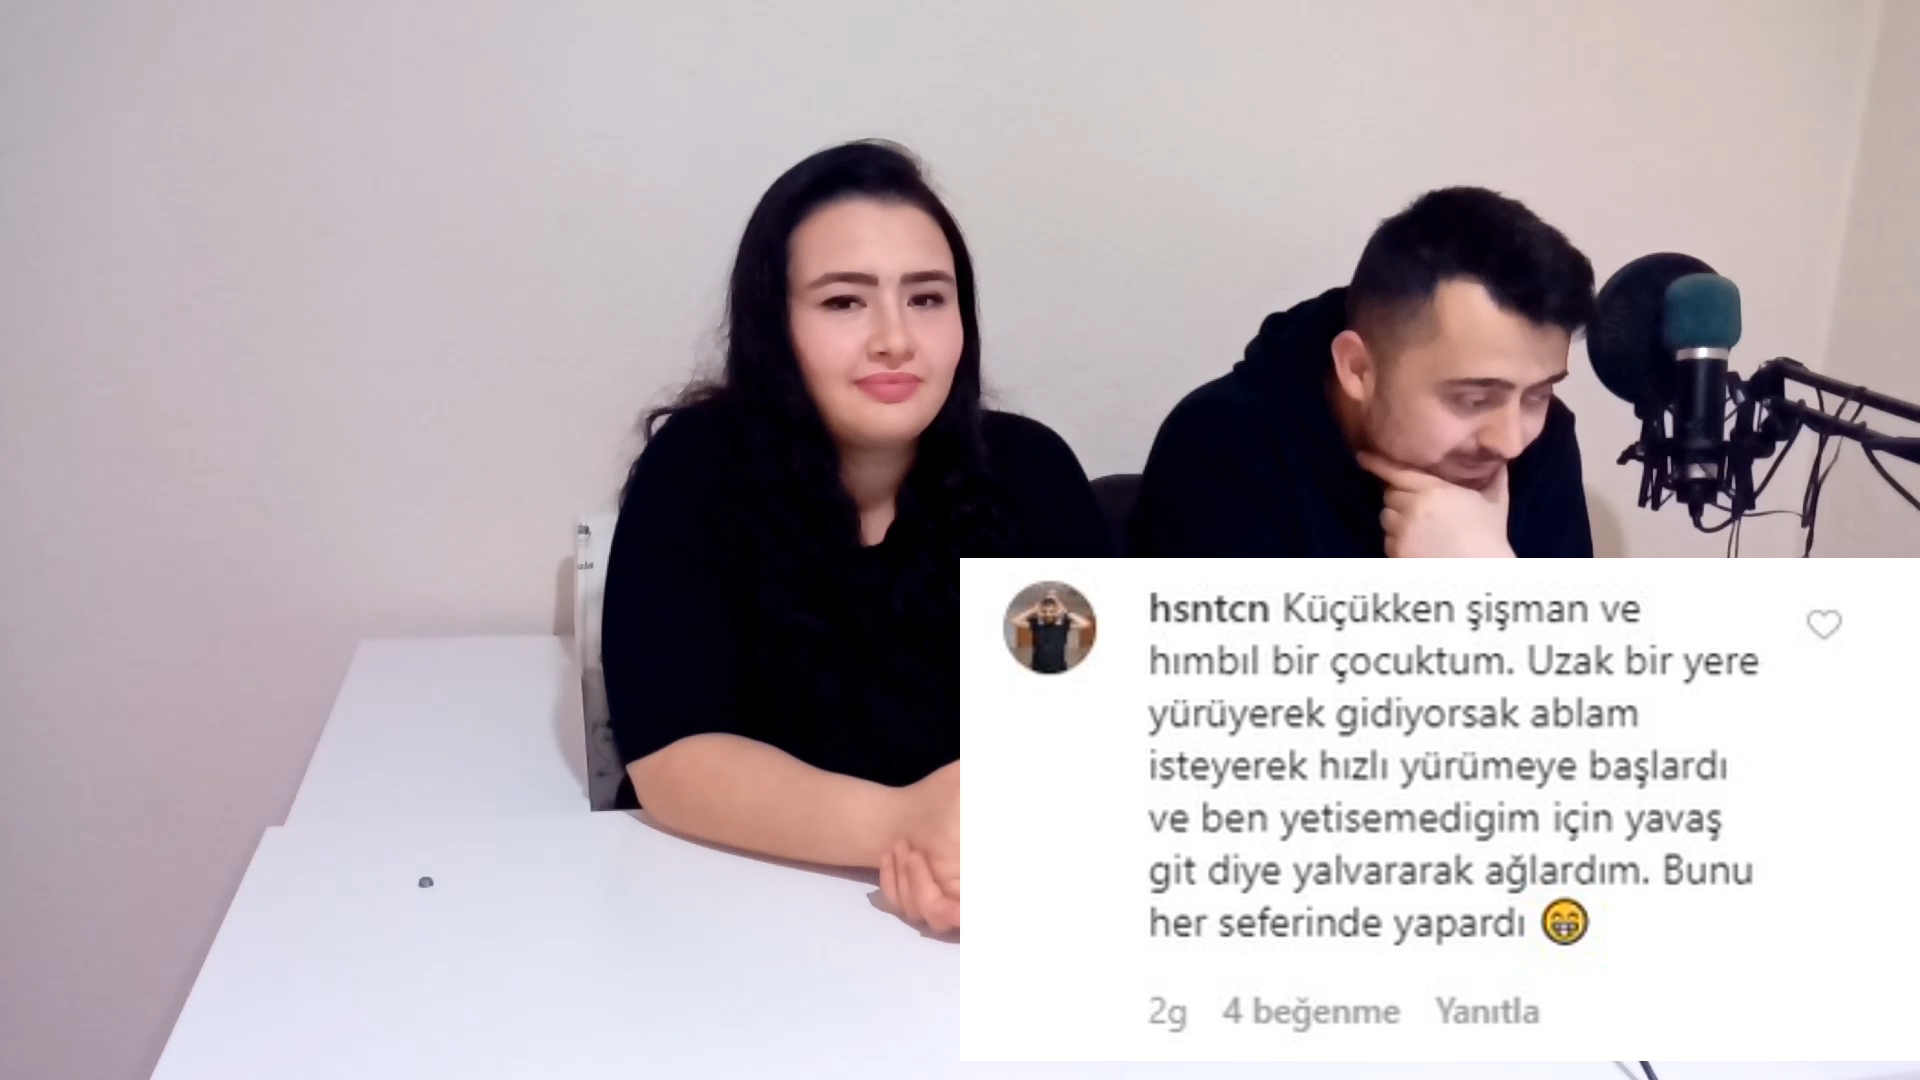 hsntcn Küçükken şişman ve
hımbıl bir çocuktum. Uzak bir yere
yürüyerek gidiyorsak ablam
isteyerek hızlı yürümeye başlardı
ve ben yetisemedigim için yavaş
git diye yalvararak ağlardım. Bunu
her seferinde yapardı 😁
2g 4 beğenme Yanıtla